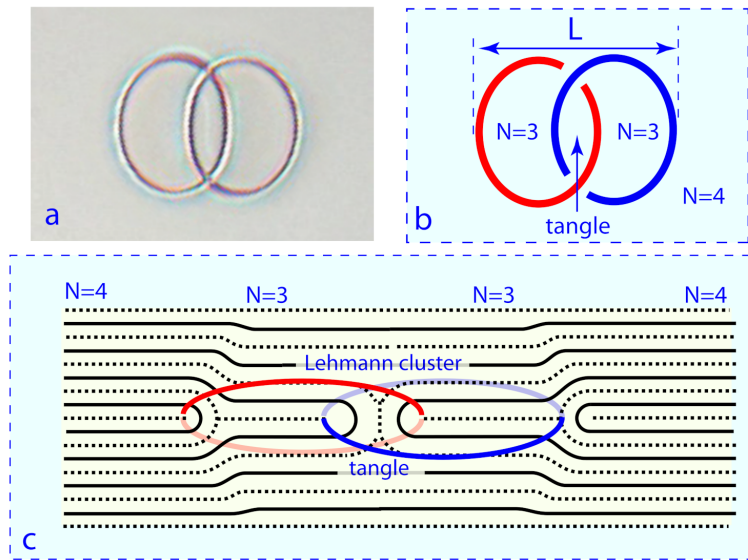 a
L
N=3
N=3
N=4
tangle
b
N=4
N=3
N=3
N=4
Lehmann cluster
tangle
c